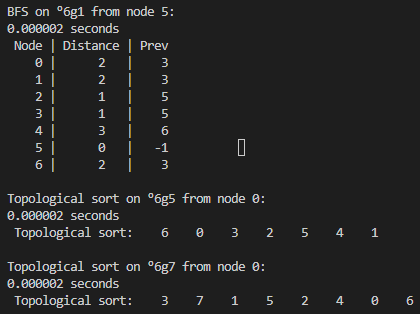 BFS on º6g1 from node 5:
0.000002 seconds
Node | Distance | Prev
0 | 2 | 3
1 | 2 | 3
2 | 1 | 5
3 | 1 | 5
4 | 3 | 6
5 | 0 | -1
6 | 2 | 3
Topological sort on º6g5 from node 0:
0.000002 seconds
Topological sort: 6 0 3 2 5 4 1
Topological sort on º6g7 from node 0:
0.000002 seconds
Topological sort: 3 7 1 5 2 4 0 6